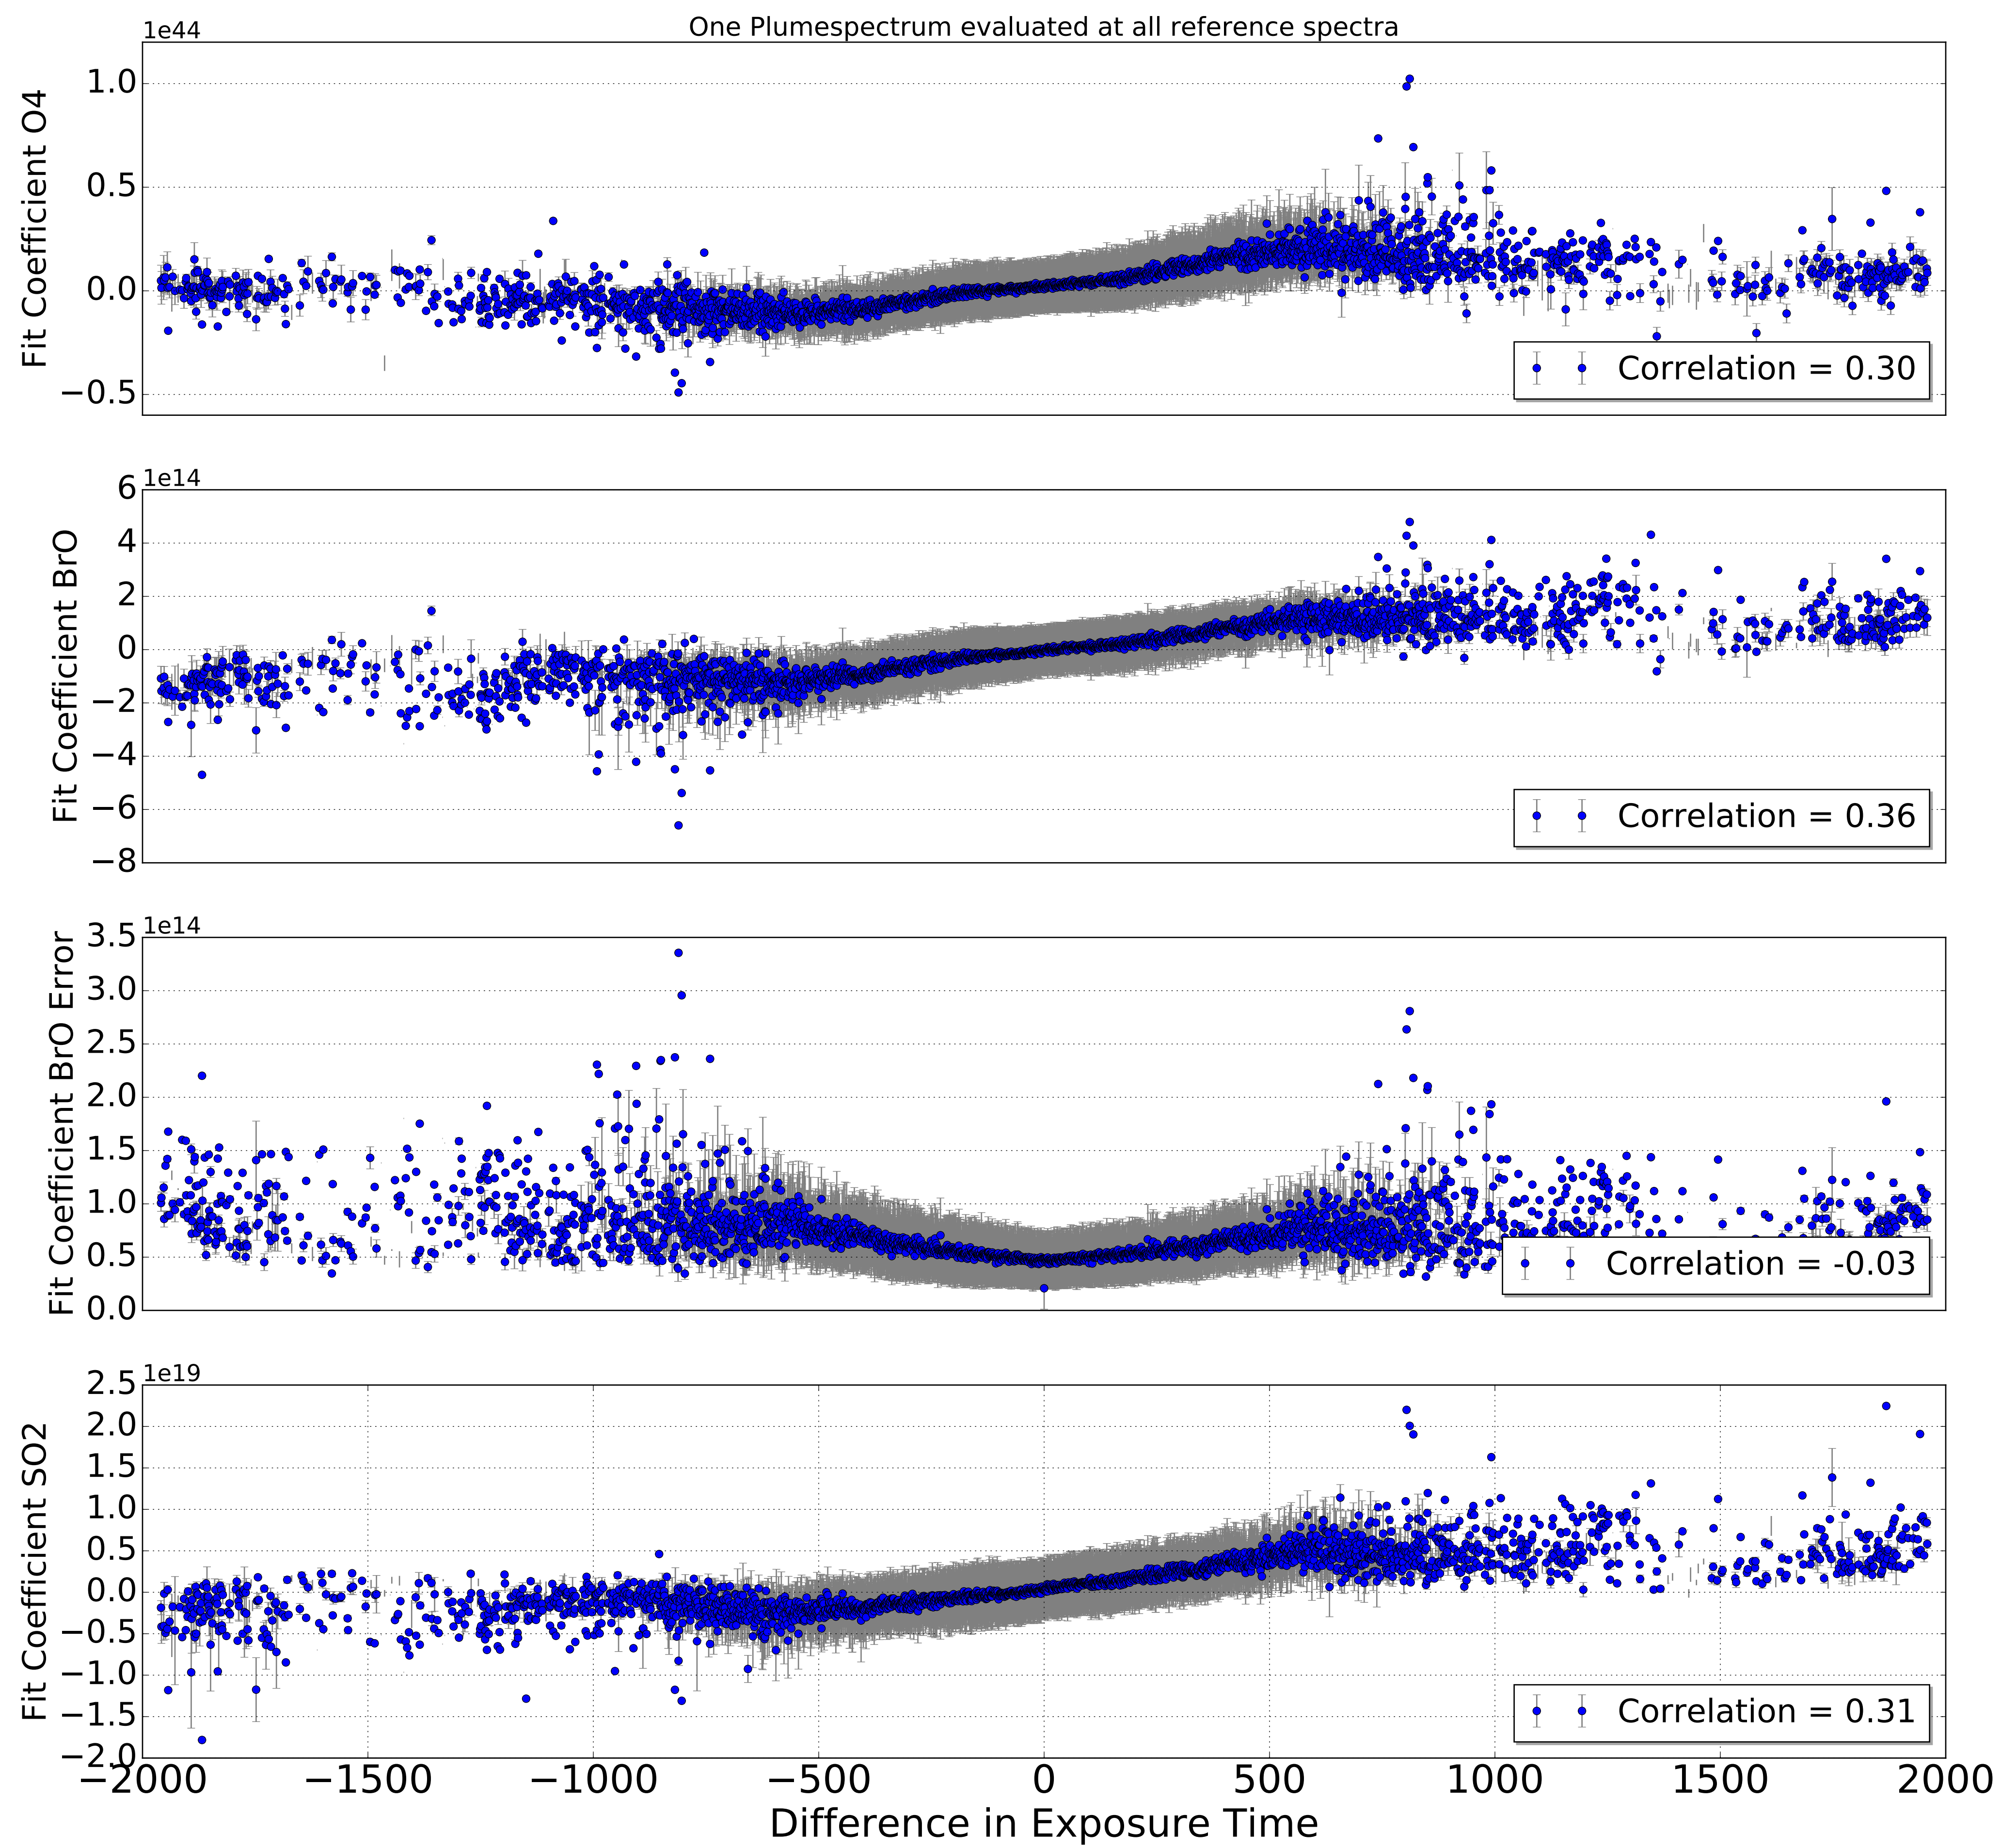 One Plumespectrum evaluated at all reference spectra
1e44
Fit Coefficient O4
1.0
0.5
0.0
−0.5
Correlation = 0.30
1e14
Fit Coefficient BrO
6
4
2
0
−2
−4
−6
−8
Correlation = 0.36
1e14
Fit Coefficient BrO Error
3.5
3.0
2.5
2.0
1.5
1.0
0.5
0.0
Correlation = -0.03
1e19
Fit Coefficient SO2
2.5
2.0
1.5
1.0
0.5
0.0
−0.5
−1.0
−1.5
−2.0
Correlation = 0.31
−2000 −1500 −1000 −500 0 500 1000 1500 2000
Difference in Exposure Time